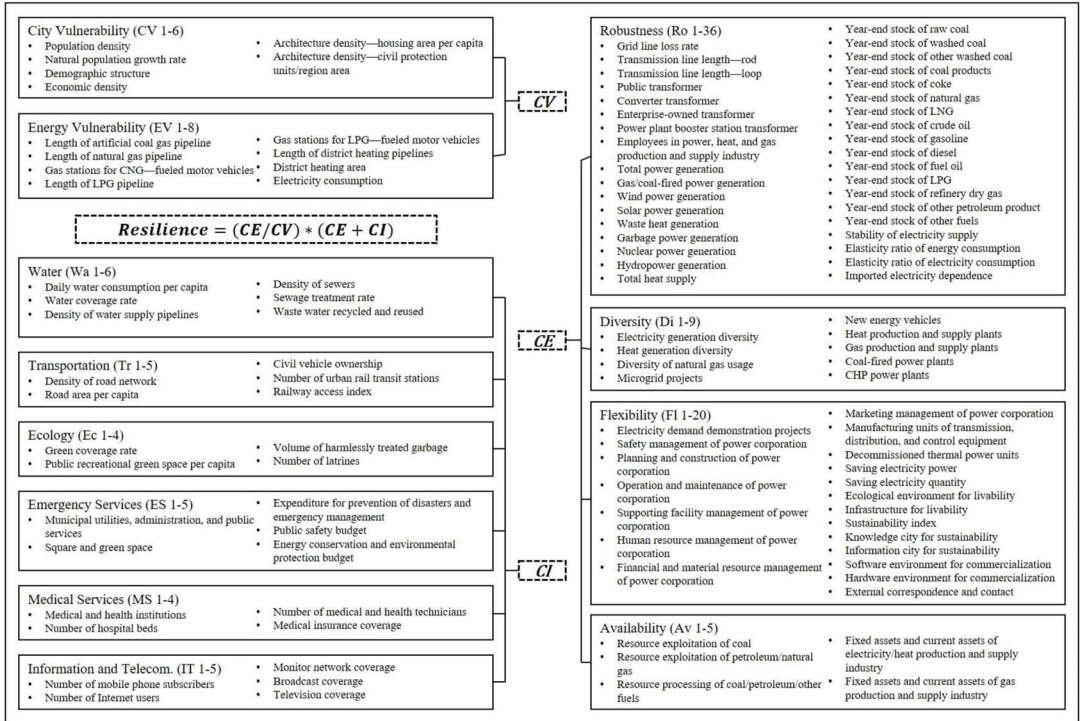 City Vulnerability (CV 1-6)
• Population density
• Natural population growth rate
• Demographic structure
• Economic density
• Architecture density—housing area per capita
• Architecture density—civil protection
units/region area
CV
Energy Vulnerability (EV 1-8)
• Length of artificial coal gas pipeline
• Length of natural gas pipeline
• Gas stations for CNG—fueled motor vehicles
• Length of LPG pipeline
• Gas stations for LPG—fueled motor vehicles
• Length of district heating pipelines
• District heating area
• Electricity consumption
Resilience = (CE/CV) * (CE + CI)
Water (Wa 1-6)
• Daily water consumption per capita
• Water coverage rate
• Density of water supply pipelines
• Density of sewers
• Sewage treatment rate
• Waste water recycled and reused
Transportation (Tr 1-5)
• Density of road network
• Road area per capita
• Civil vehicle ownership
• Number of urban rail transit stations
• Railway access index
Ecology (Ec 1-4)
• Green coverage rate
• Public recreational green space per capita
• Volume of harmlessly treated garbage
• Number of latrines
Emergency Services (ES 1-5)
• Municipal utilities, administration, and public
services
• Square and green space
• Expenditure for prevention of disasters and
emergency management
• Public safety budget
• Energy conservation and environmental
protection budget
Medical Services (MS 1-4)
• Medical and health institutions
• Number of hospital beds
• Number of medical and health technicians
• Medical insurance coverage
Information and Telecom. (IT 1-5)
• Number of mobile phone subscribers
• Number of Internet users
• Monitor network coverage
• Broadcast coverage
• Television coverage
CE
CI
Robustness (Ro 1-36)
• Grid line loss rate
• Transmission line length—rod
• Transmission line length—loop
• Public transformer
• Converter transformer
• Enterprise-owned transformer
• Power plant booster station transformer
• Employees in power, heat, and gas
production and supply industry
• Total power generation
• Gas/coal-fired power generation
• Wind power generation
• Solar power generation
• Waste heat generation
• Garbage power generation
• Nuclear power generation
• Hydropower generation
• Total heat supply
• Year-end stock of raw coal
• Year-end stock of washed coal
• Year-end stock of other washed coal
• Year-end stock of coal products
• Year-end stock of coke
• Year-end stock of natural gas
• Year-end stock of LNG
• Year-end stock of crude oil
• Year-end stock of gasoline
• Year-end stock of diesel
• Year-end stock of fuel oil
• Year-end stock of LPG
• Year-end stock of refinery dry gas
• Year-end stock of other petroleum product
• Year-end stock of other fuels
• Stability of electricity supply
• Elasticity ratio of energy consumption
• Elasticity ratio of electricity consumption
• Imported electricity dependence
Diversity (Di 1-9)
• Electricity generation diversity
• Heat generation diversity
• Diversity of natural gas usage
• Microgrid projects
• New energy vehicles
• Heat production and supply plants
• Gas production and supply plants
• Coal-fired power plants
• CHP power plants
Flexibility (Fl 1-20)
• Electricity demand demonstration projects
• Safety management of power corporation
• Planning and construction of power
corporation
• Operation and maintenance of power
corporation
• Supporting facility management of power
corporation
• Human resource management of power
corporation
• Financial and material resource management
of power corporation
• Marketing management of power corporation
• Manufacturing units of transmission,
distribution, and control equipment
• Decommissioned thermal power units
• Saving electricity power
• Saving electricity quantity
• Ecological environment for livability
• Infrastructure for livability
• Sustainability index
• Knowledge city for sustainability
• Information city for sustainability
• Software environment for commercialization
• Hardware environment for commercialization
• External correspondence and contact
Availability (Av 1-5)
• Resource exploitation of coal
• Resource exploitation of petroleum/natural
gas
• Resource processing of coal/petroleum/other
fuels
• Fixed assets and current assets of
electricity/heat production and supply
industry
• Fixed assets and current assets of gas
production and supply industry